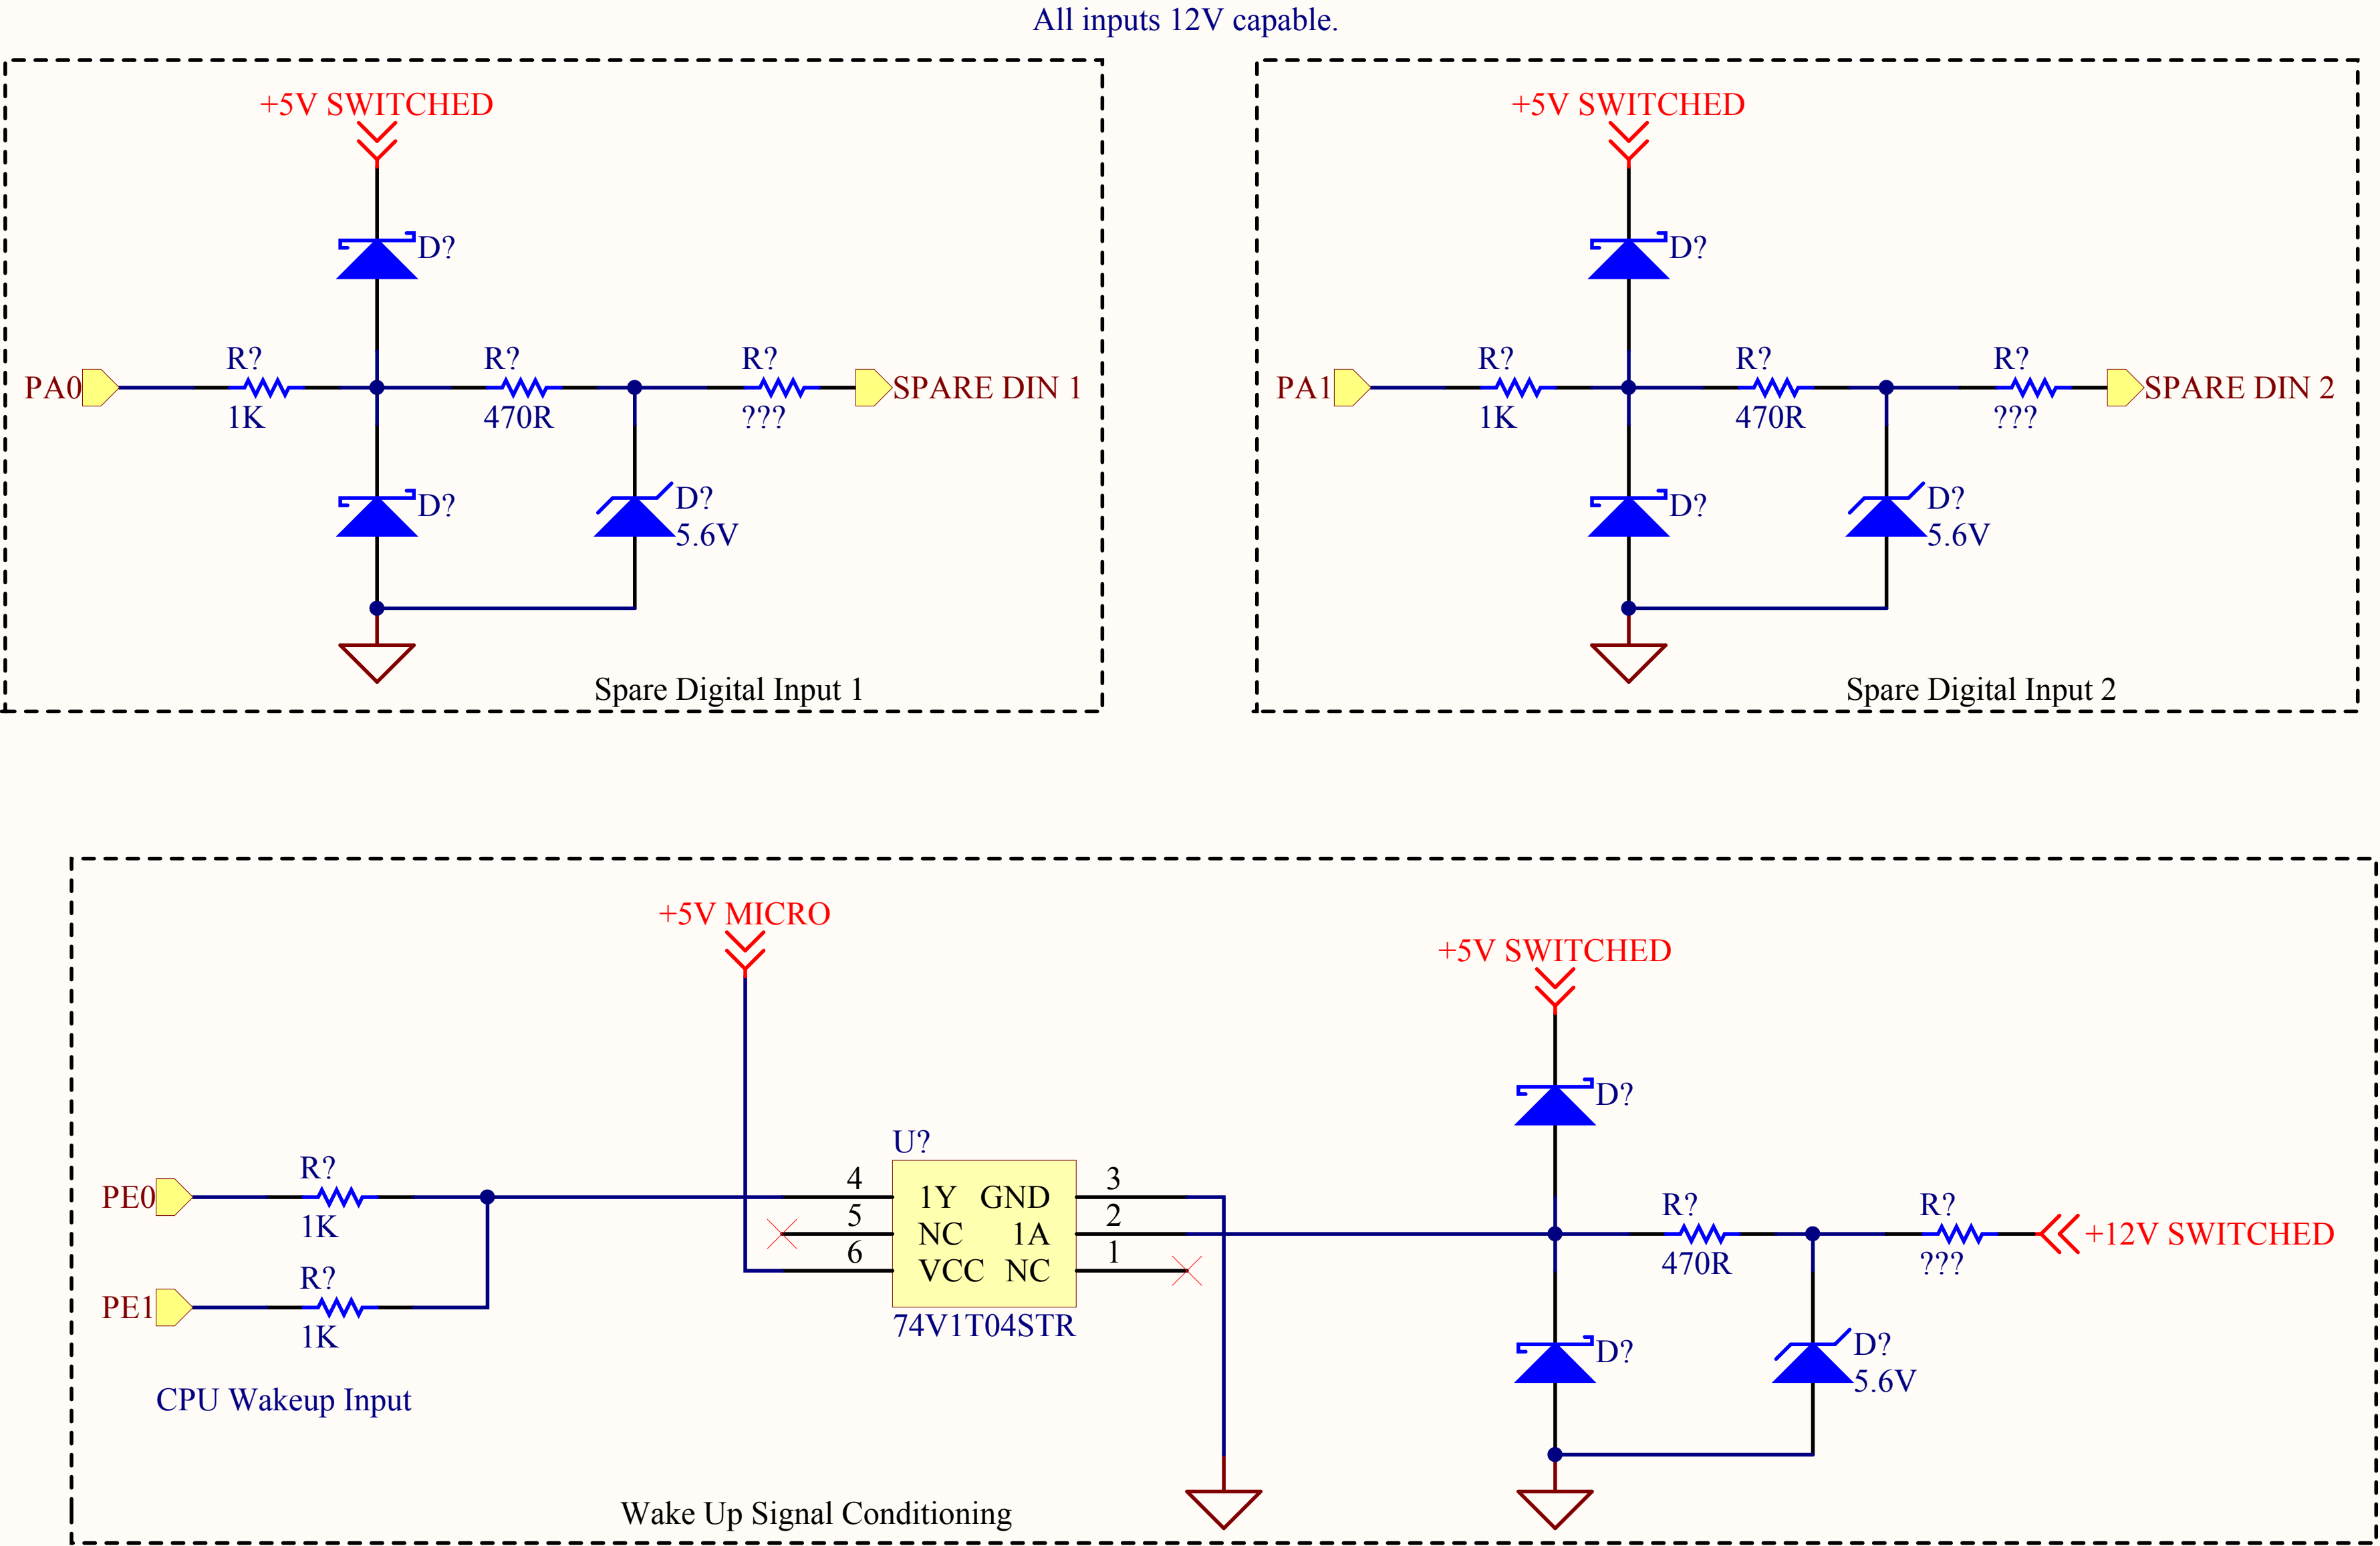 All inputs 12V capable.
+5V SWITCHED
D?
R?
R?
R?
PA0
SPARE DIN 1
1K
470R
???
D?
D?
5.6V
Spare Digital Input 1
+5V SWITCHED
D?
R?
R?
R?
PA1
SPARE DIN 2
1K
470R
???
D?
D?
5.6V
Spare Digital Input 2
+5V MICRO
+5V SWITCHED
D?
U?
R?
PE0
1K
R?
PE1
1K
4
1Y
GND
3
5
NC
1A
2
6
VCC
NC
1
74V1T04STR
R?
R?
+12V SWITCHED
470R
???
D?
D?
5.6V
CPU Wakeup Input
Wake Up Signal Conditioning